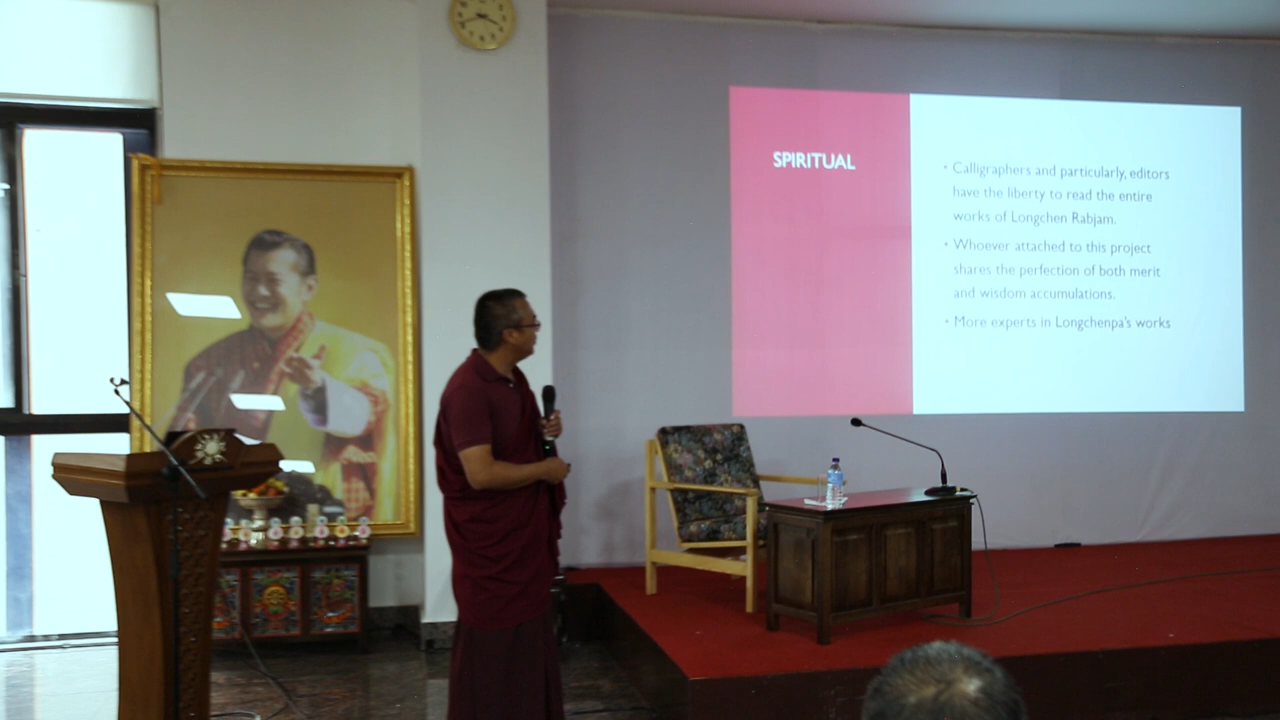 SPIRITUAL
• Calligraphers and particularly, editors
have the liberty to read the entire
works of Longchen Rabjam.
• Whoever attached to this project
shares the perfection of both merit
and wisdom accumulations.
• More experts in Longchenpa's works